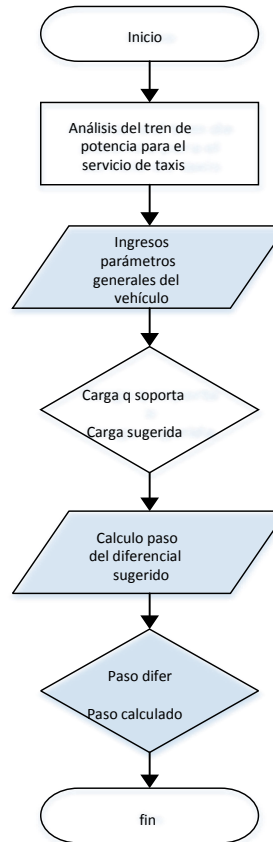 Inicio
Análisis del tren de
potencia para el
servicio de taxis
Ingresos
parámetros
generales del
vehículo
Carga q soporta
Carga sugerida
Calculo paso
del diferencial
sugerido
Paso difer
Paso calculado
fin